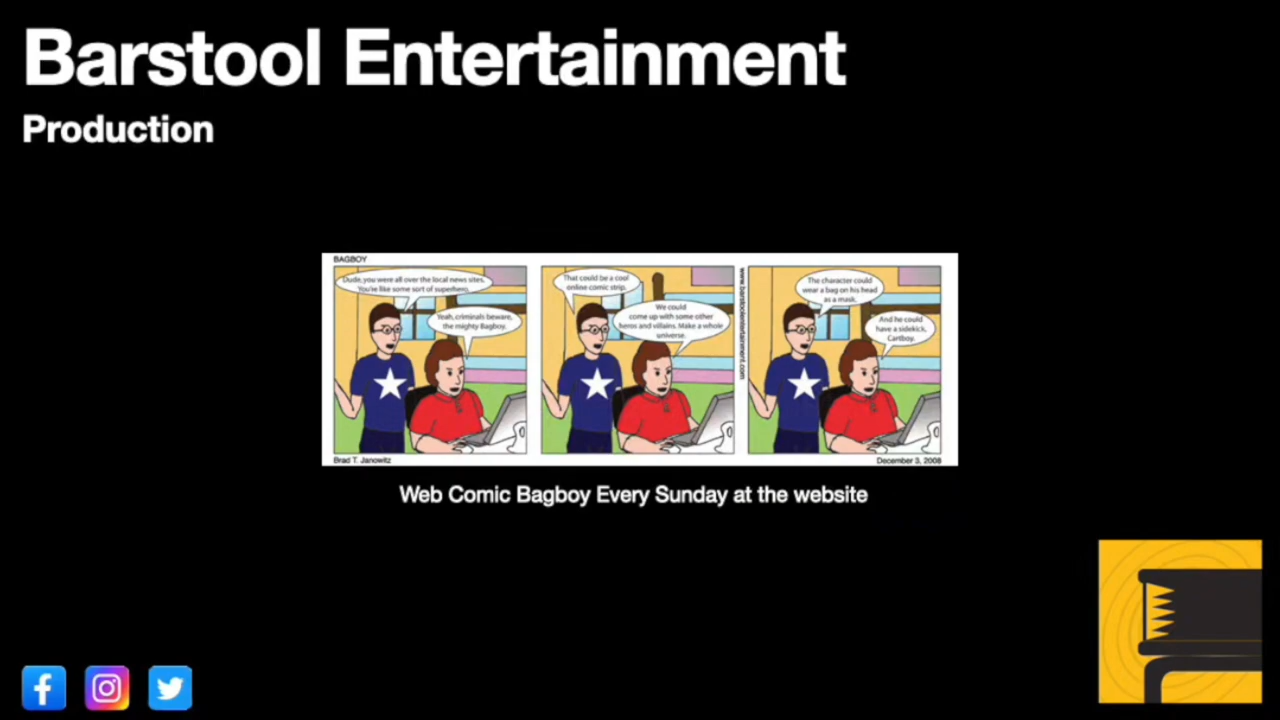 Barstool Entertainment
Production
BAGBOY
Dude, you were all over the local news sites.
You're like some sort of superhero.
Yeah, criminals beware,
the mighty Bagboy.
That could be a cool
online comic strip.
We could
come up with some other
heros and villains. Make a whole
universe.
www.barstoolentertainment.com
The character could
wear a bag on his head
as a mask.
And he could
have a sidekick,
Cartboy.
Brad T. Janowitz
December 3, 2008
Web Comic Bagboy Every Sunday at the website